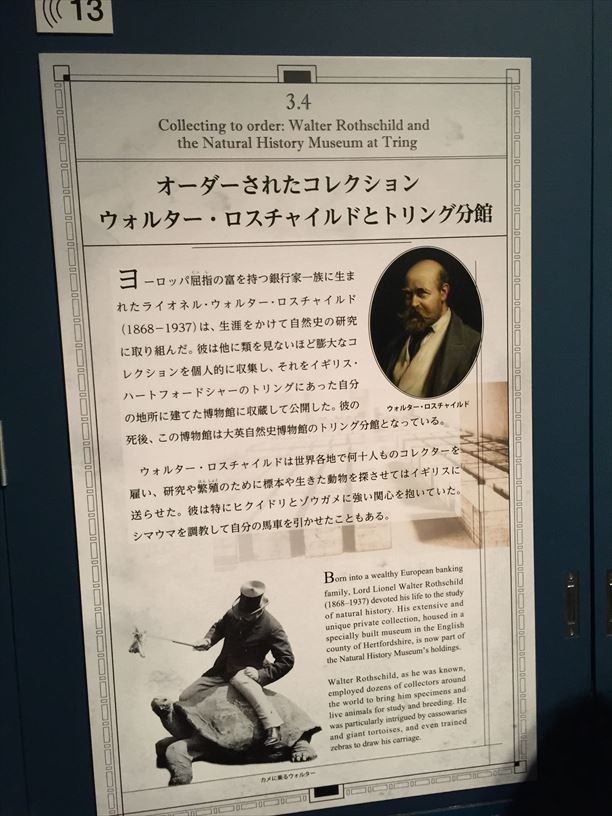 13
3.4
Collecting to order: Walter Rothschild and
the Natural History Museum at Tring
オーダーされたコレクション
ウォルター・ロスチャイルドとトリング分館
ヨーロッパ屈指の富を持つ銀行家一族に生ま
れたライオネル・ウォルター・ロスチャイルド
(1868−1937)は、生涯をかけて自然史の研究
に取り組んだ。彼は他に類を見ないほど膨大なコ
レクションを個人的に収集し、それをイギリス・
ハートフォードシャーのトリングにあった自分
の地所に建てた博物館に収蔵して公開した。彼の
死後、この博物館は大英自然史博物館のトリング分館となっている。
ウォルター・ロスチャイルド
ウォルター・ロスチャイルドは世界各地で何十人ものコレクターを
雇い、研究や繁殖のために標本や生きた動物を探させてはイギリスに
送らせた。彼は特にヒクイドリとゾウガメに強い関心を抱いていた。
シマウマを調教して自分の馬車を引かせたこともある。
Born into a wealthy European banking
family, Lord Lionel Walter Rothschild
(1868–1937) devoted his life to the study
of natural history. His extensive and
unique private collection, housed in a
specially built museum in the English
county of Hertfordshire, is now part of
the Natural History Museum's holdings.
Walter Rothschild, as he was known,
employed dozens of collectors around
the world to bring him specimens and
live animals for study and breeding. He
was particularly intrigued by cassowaries
and giant tortoises, and even trained
zebras to draw his carriage.
カメに乗るウォルター